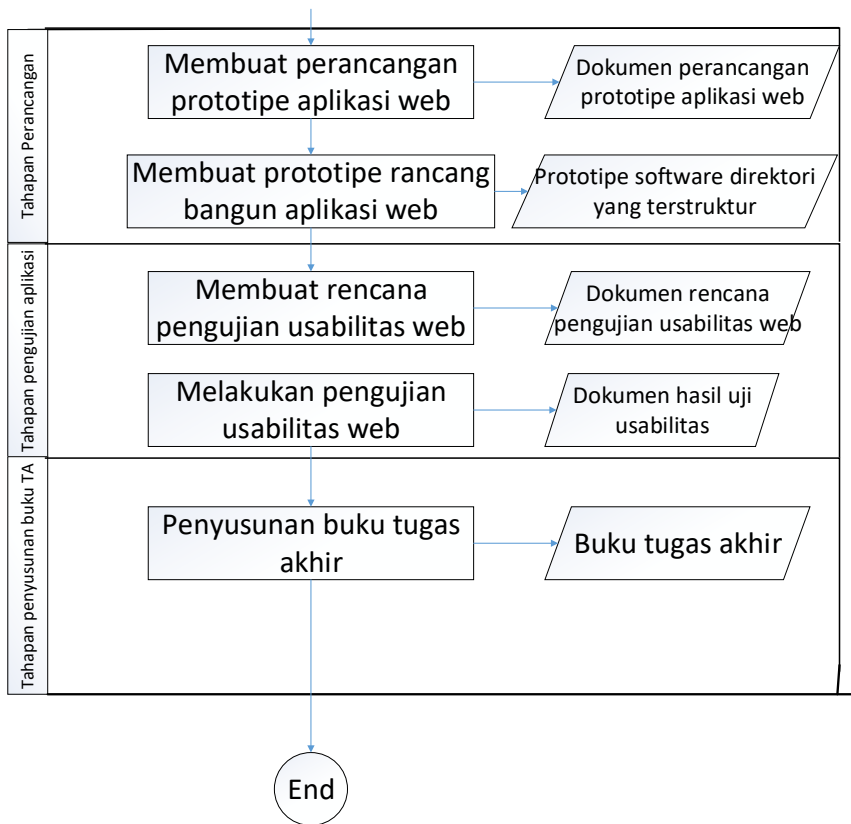 Tahapan Perancangan
Membuat perancangan
prototipe aplikasi web
Dokumen perancangan
prototipe aplikasi web
Membuat prototipe rancang
bangun aplikasi web
Prototipe software direktori
yang terstruktur
Tahapan pengujian aplikasi
Membuat rencana
pengujian usabilitas web
Dokumen rencana
pengujian usabilitas web
Melakukan pengujian
usabilitas web
Dokumen hasil uji
usabilitas
Tahapan penyusunan buku TA
Penyusunan buku tugas
akhir
Buku tugas akhir
End